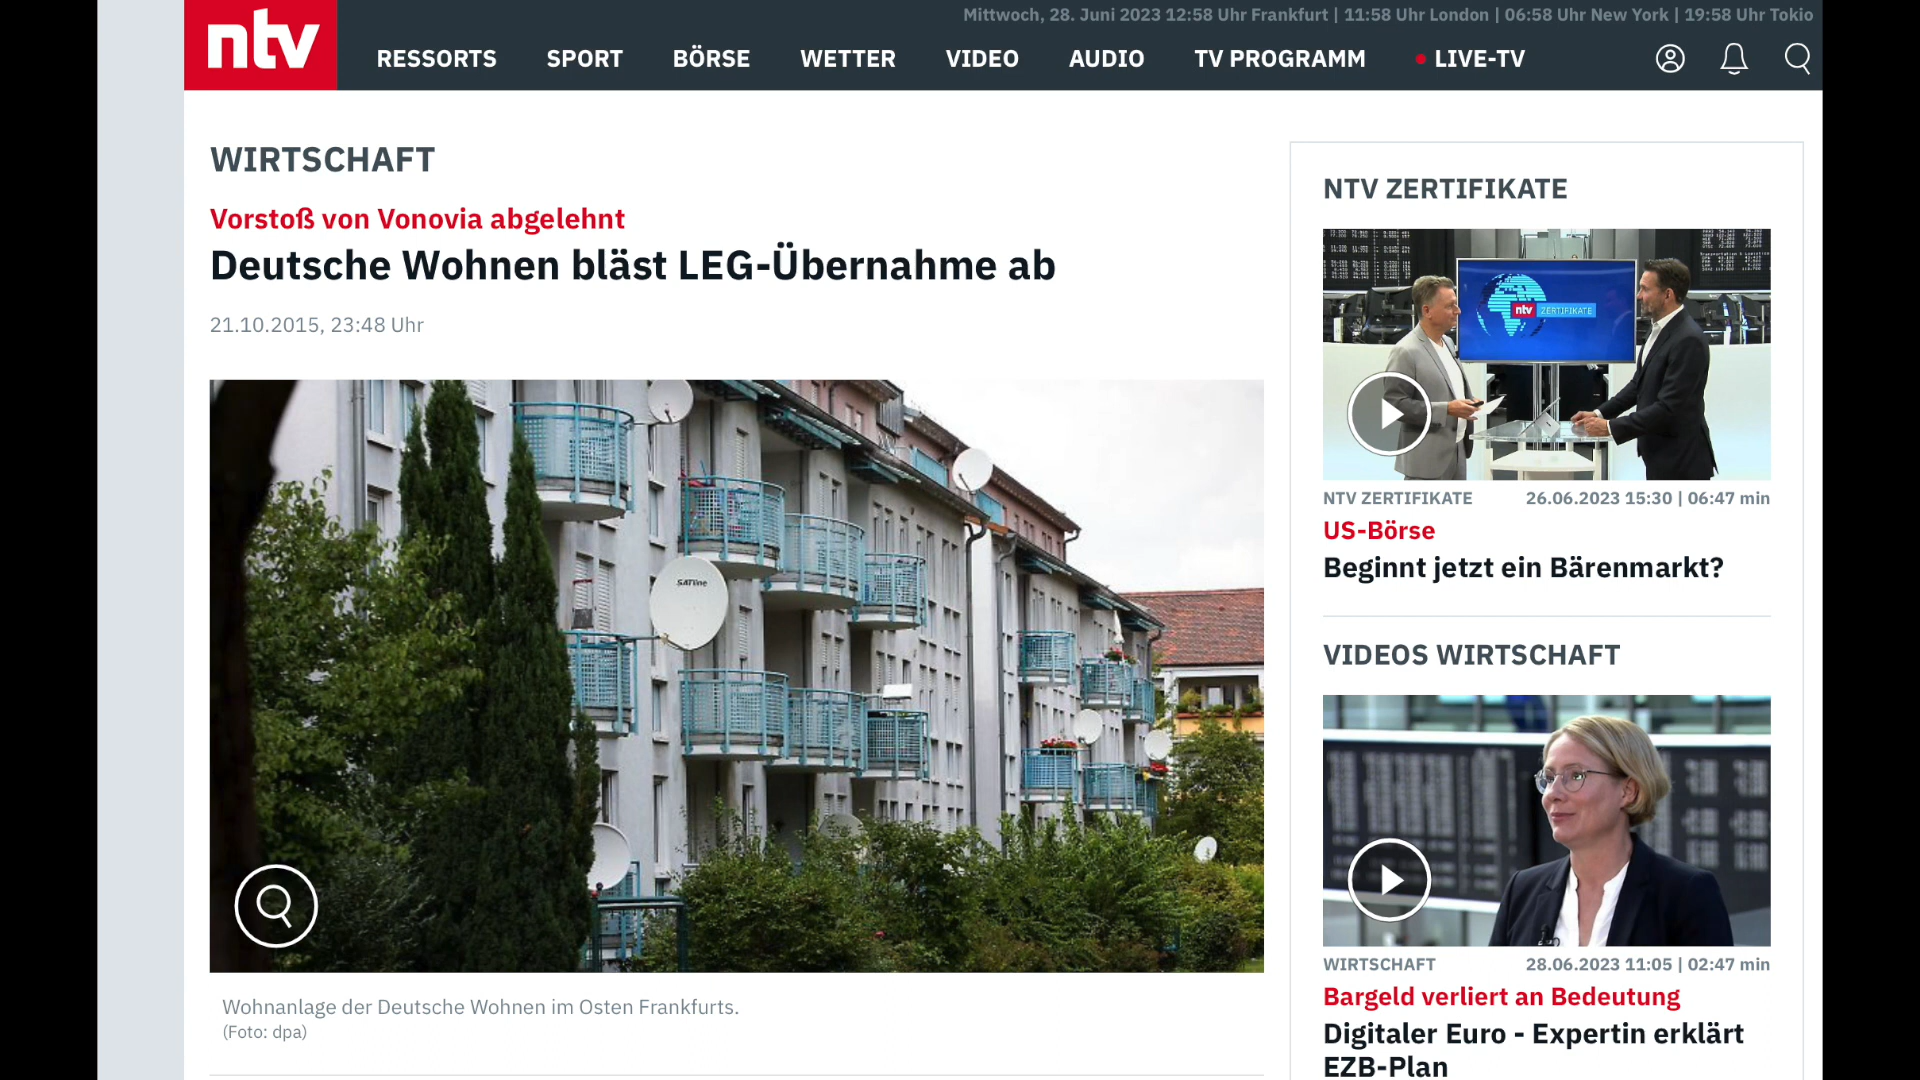 ntv
Mittwoch, 28. Juni 2023 12:58 Uhr Frankfurt | 11:58 Uhr London | 06:58 Uhr New York | 19:58 Uhr Tokio
RESSORTS SPORT BÖRSE WETTER VIDEO AUDIO TV PROGRAMM LIVE-TV
WIRTSCHAFT
Vorstoß von Vonovia abgelehnt
Deutsche Wohnen bläst LEG-Übernahme ab
21.10.2015, 23:48 Uhr
SATline
Wohnanlage der Deutsche Wohnen im Osten Frankfurts.
(Foto: dpa)
NTV ZERTIFIKATE
ntv ZERTIFIKATE
NTV ZERTIFIKATE 26.06.2023 15:30 | 06:47 min
US-Börse
Beginnt jetzt ein Bärenmarkt?
VIDEOS WIRTSCHAFT
WIRTSCHAFT 28.06.2023 11:05 | 02:47 min
Bargeld verliert an Bedeutung
Digitaler Euro - Expertin erklärt
EZB-Plan